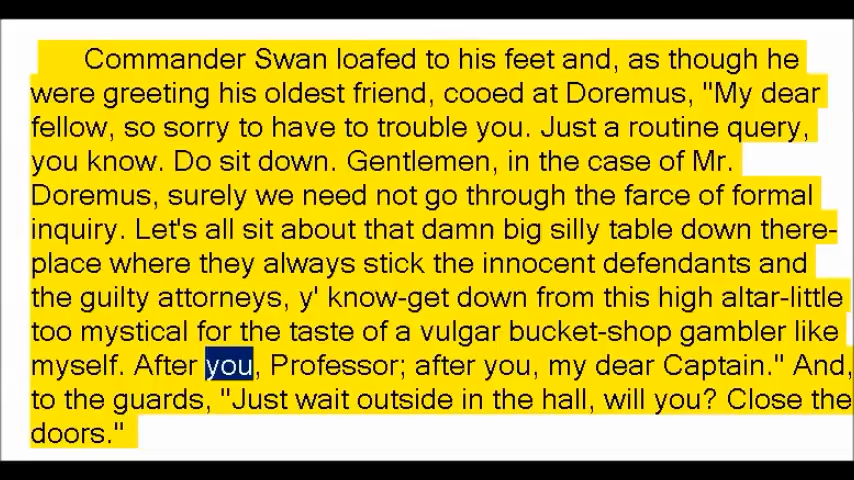 Commander Swan loafed to his feet and, as though he
were greeting his oldest friend, cooed at Doremus, "My dear
fellow, so sorry to have to trouble you. Just a routine query,
you know. Do sit down. Gentlemen, in the case of Mr.
Doremus, surely we need not go through the farce of formal
inquiry. Let's all sit about that damn big silly table down there-
place where they always stick the innocent defendants and
the guilty attorneys, y' know-get down from this high altar-little
too mystical for the taste of a vulgar bucket-shop gambler like
myself. After you, Professor; after you, my dear Captain." And,
to the guards, "Just wait outside in the hall, will you? Close the
doors."